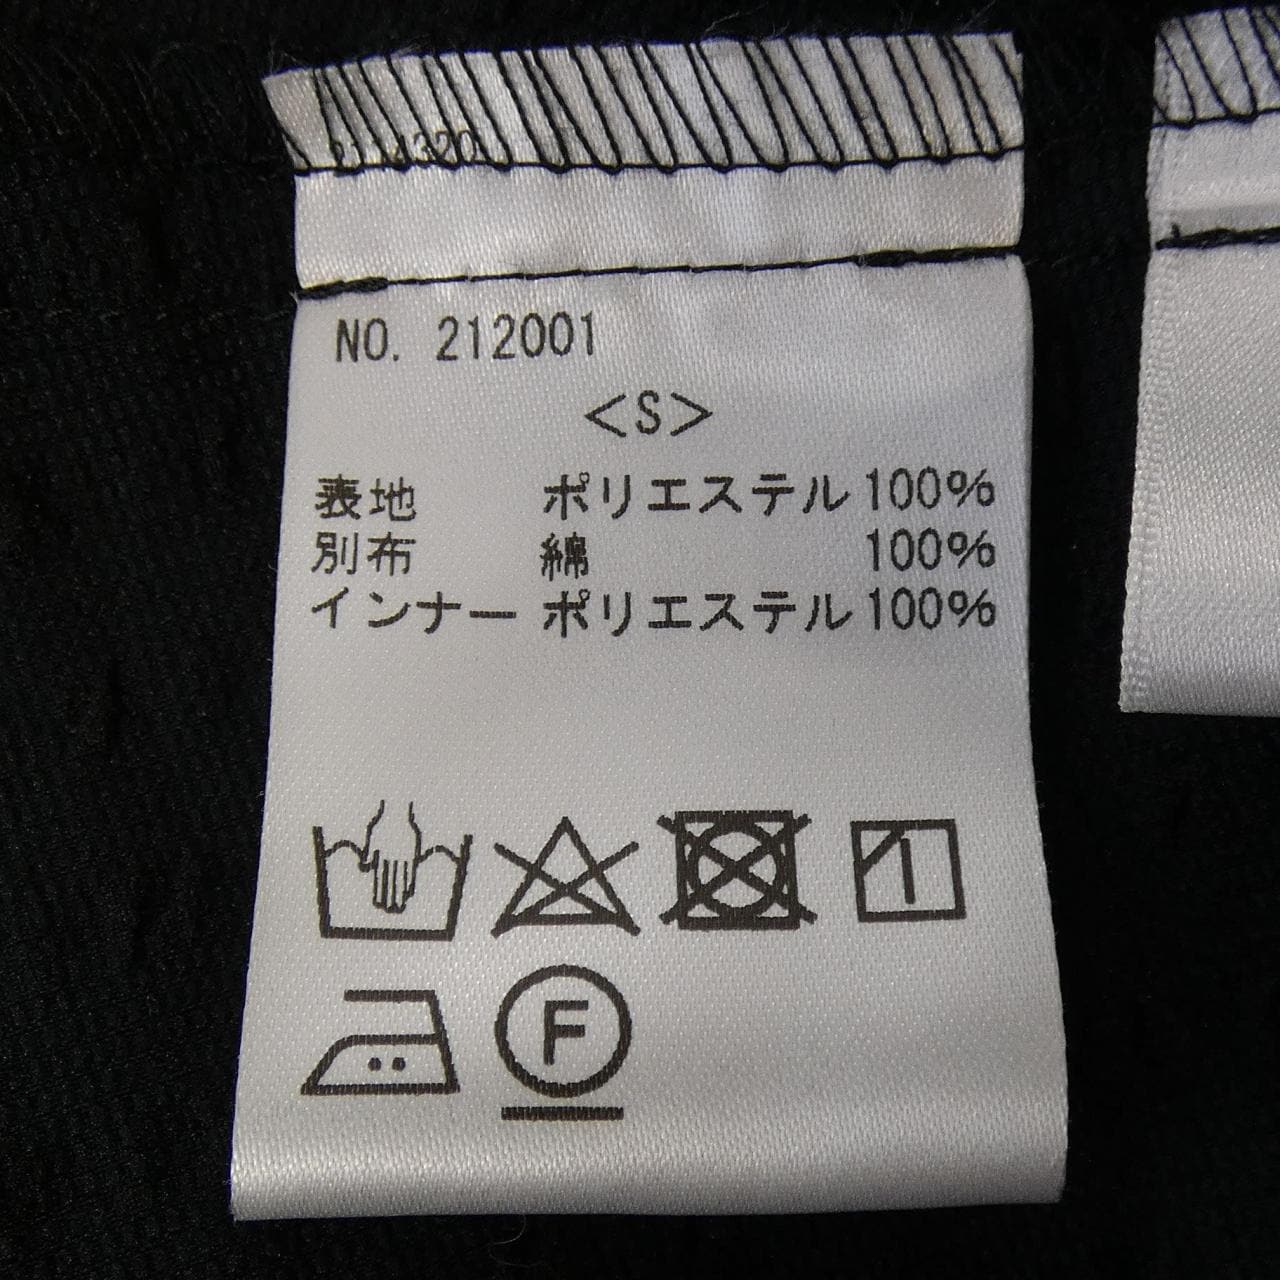 NO. 212001
<S>
表地 ポリエステル 100%
別布 綿 100%
インナー ポリエステル 100%
F